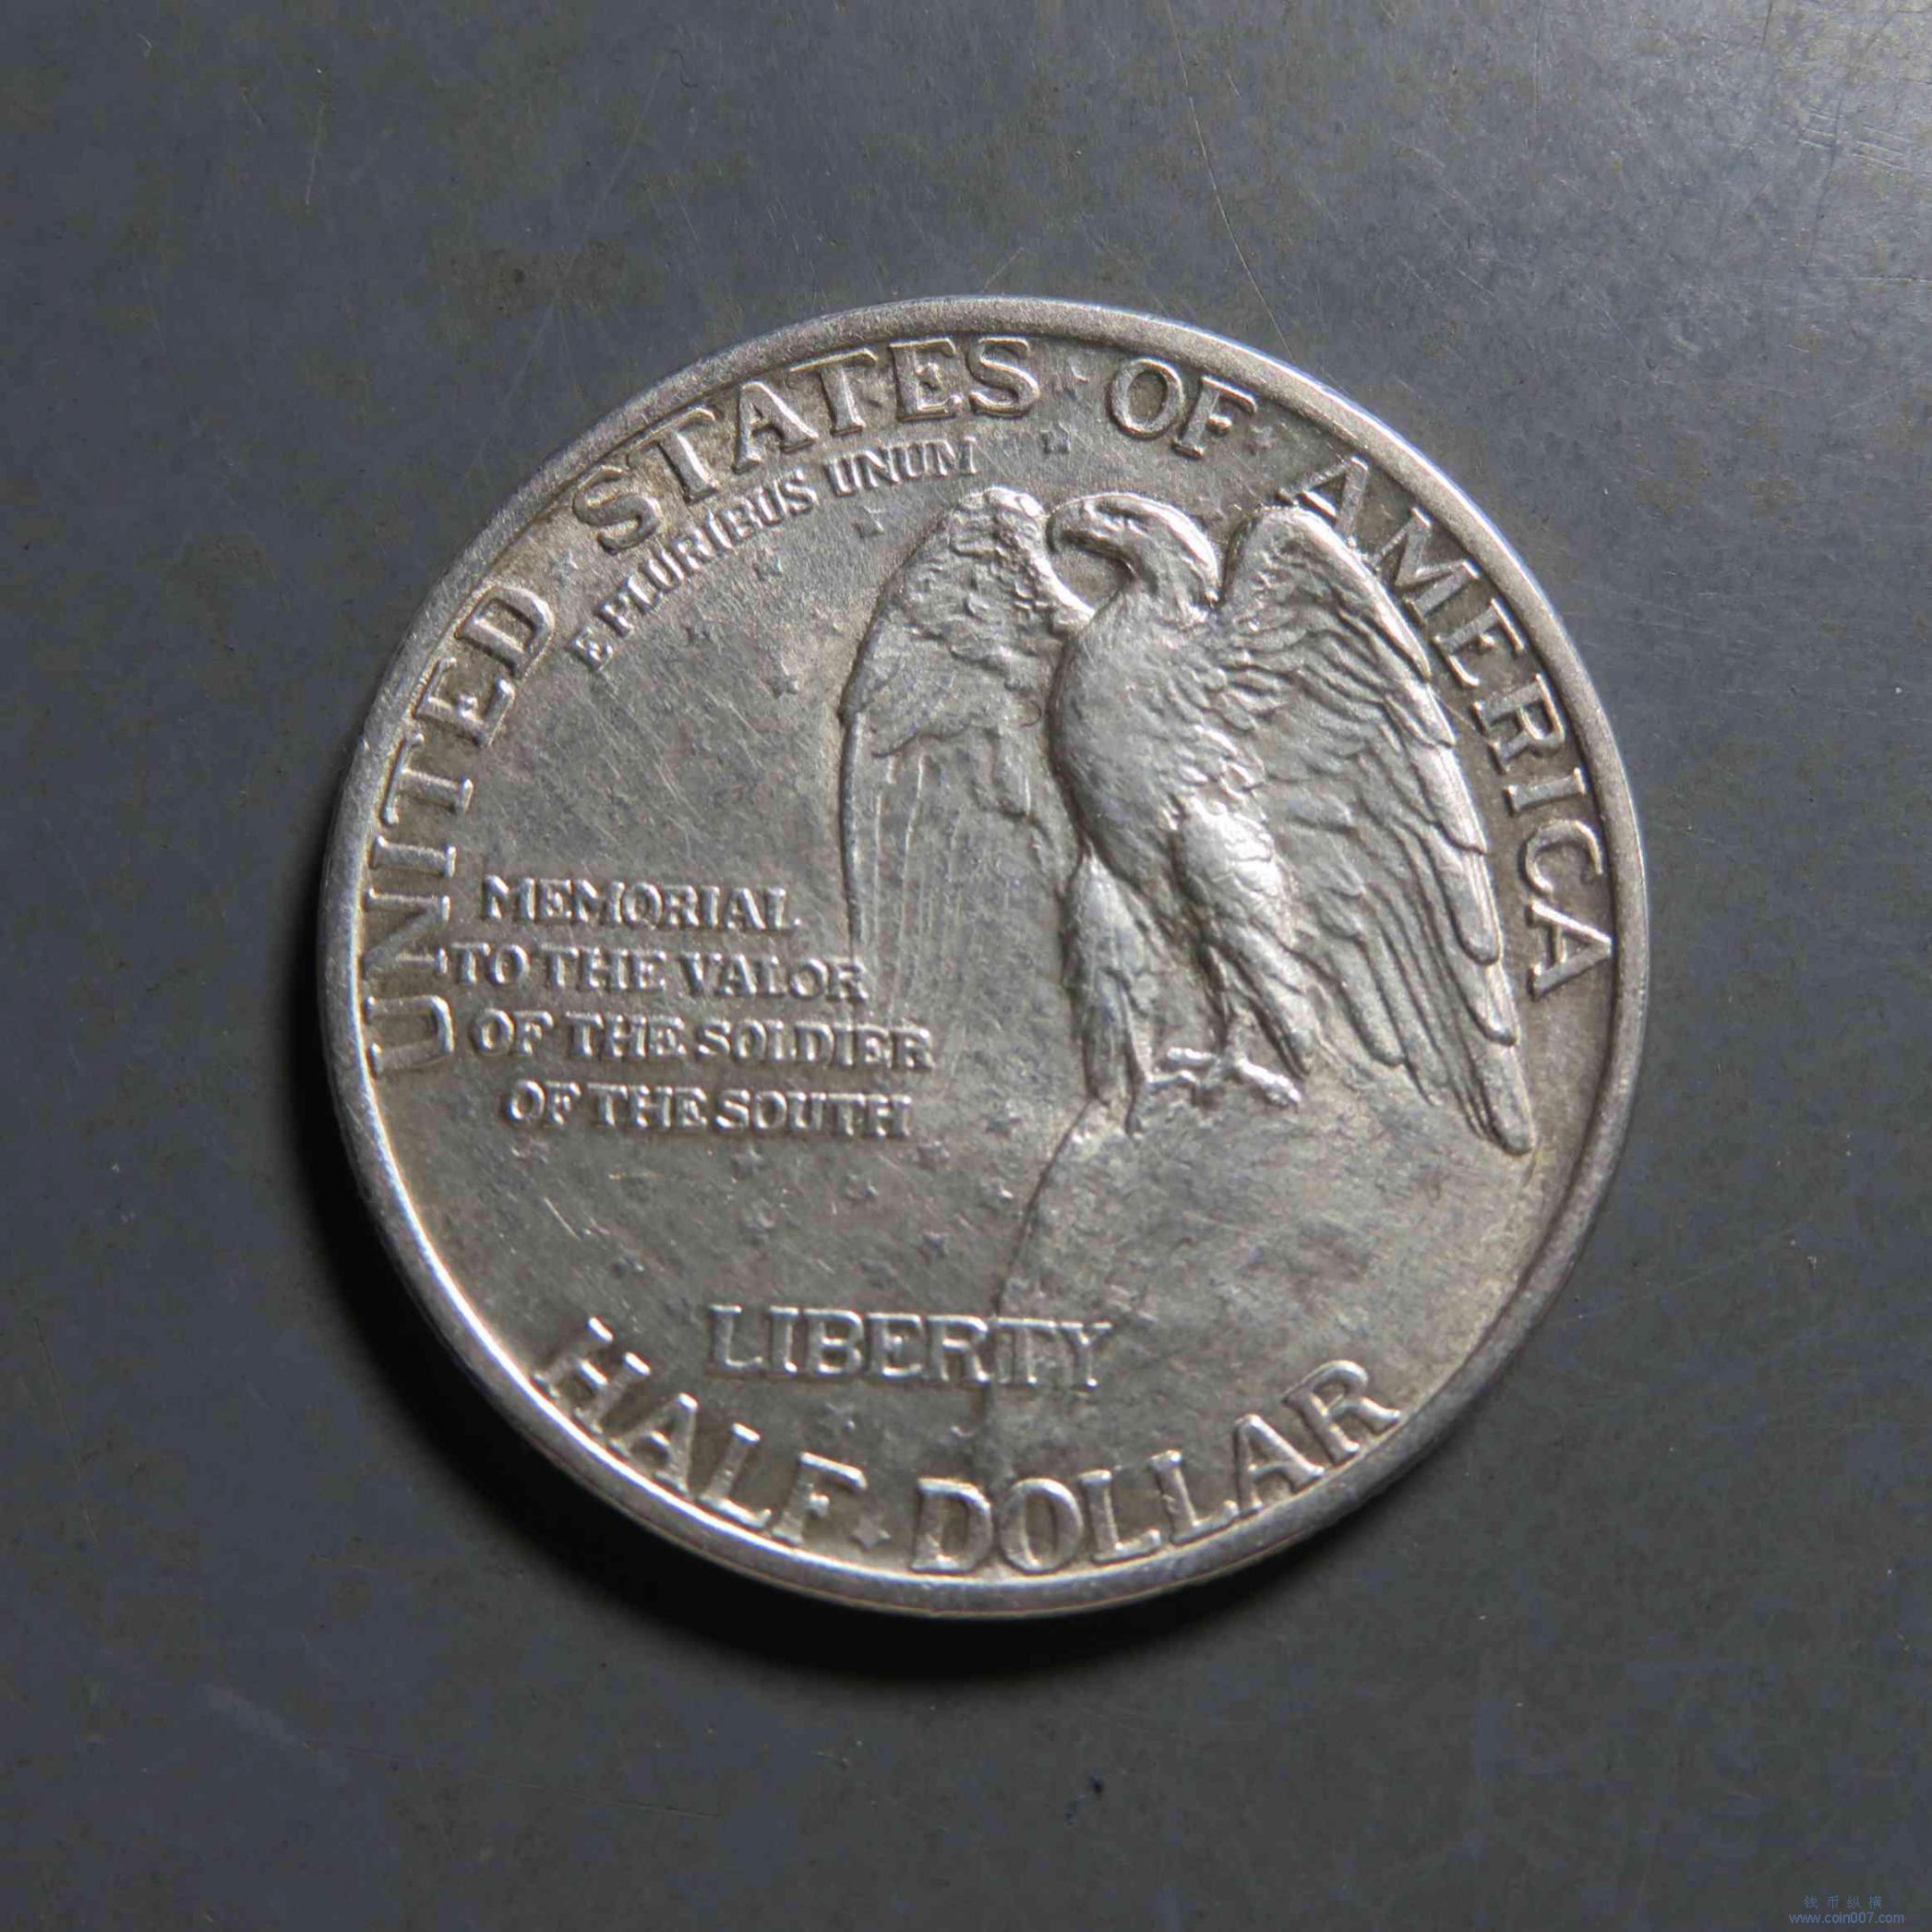 UNITED STATES OF AMERICA
E PLURIBUS UNUM
MEMORIAL
TO THE VALOR
OF THE SOLDIER
OF THE SOUTH
LIBERTY
HALF DOLLAR
钱币纵横
www.coin007.com